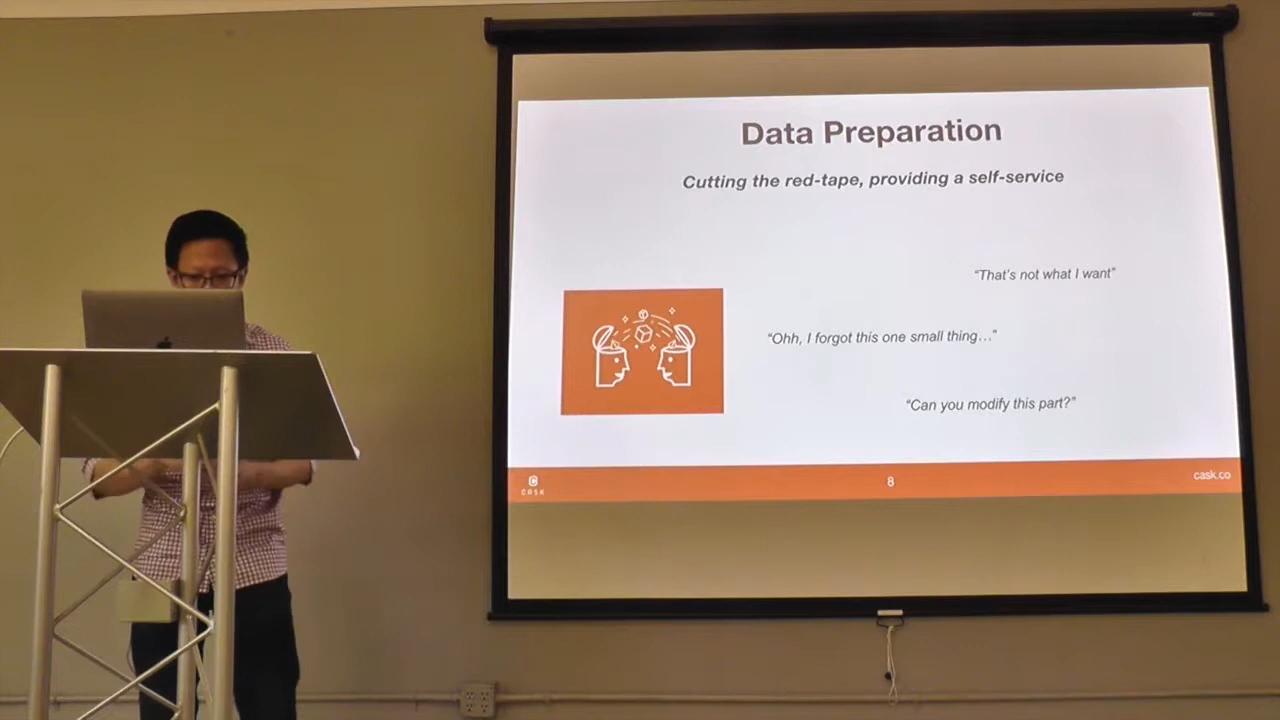 Data Preparation
Cutting the red-tape, providing a self-service
“That’s not what I want”
“Ohh, I forgot this one small thing…”
“Can you modify this part?”
C
CASK
8
cask.co